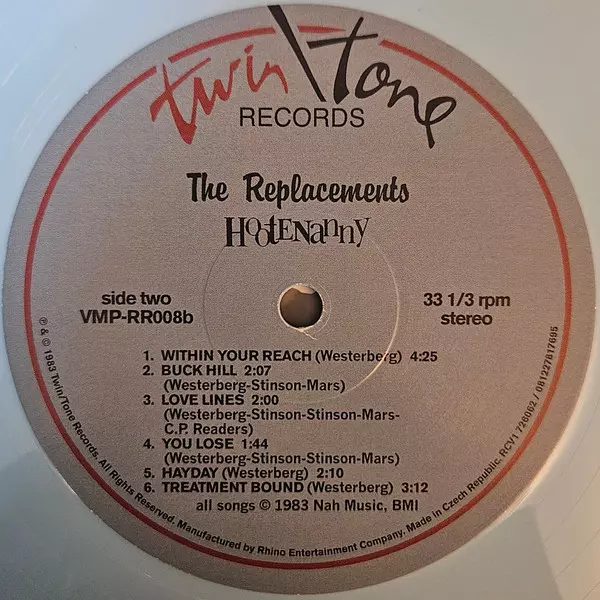 twin\tone
RECORDS
The Replacements
HootENanny
side two
VMP-RR008b
33 1/3 rpm
stereo
1. WITHIN YOUR REACH (Westerberg) 4:25
2. BUCK HILL 2:07
(Westerberg-Stinson-Mars)
3. LOVE LINES 2:00
(Westerberg-Stinson-Stinson-Mars-
C.P. Readers)
4. YOU LOSE 1:44
(Westerberg-Stinson-Stinson-Mars)
5. HAYDAY (Westerberg) 2:10
6. TREATMENT BOUND (Westerberg) 3:12
all songs © 1983 Nah Music, BMI
℗ & © 1983 Twin/Tone Records. All Rights Reserved. Manufactured by Rhino Entertainment Company. Made in Czech Republic. RCV1 726062 / 081227817695